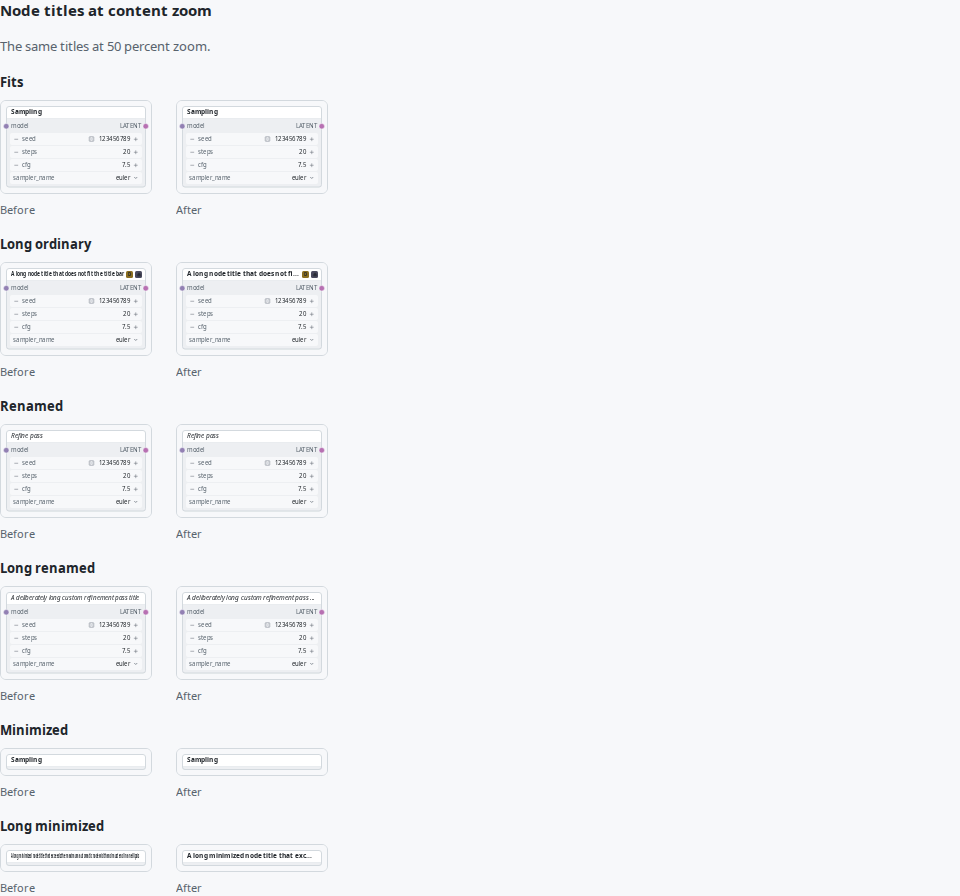 Node titles at content zoom
The same titles at 50 percent zoom.
Fits
Sampling Sampling
model LATENT model LATENT
− seed 123456789 + − seed 123456789 +
− steps 20 + − steps 20 +
− cfg 7.5 + − cfg 7.5 +
sampler_name euler sampler_name euler
Before After
Long ordinary
A long node title that does not fit the title bar A long node title that does not fi…
model LATENT model LATENT
− seed 123456789 + − seed 123456789 +
− steps 20 + − steps 20 +
− cfg 7.5 + − cfg 7.5 +
sampler_name euler sampler_name euler
Before After
Renamed
Refine pass Refine pass
model LATENT model LATENT
− seed 123456789 + − seed 123456789 +
− steps 20 + − steps 20 +
− cfg 7.5 + − cfg 7.5 +
sampler_name euler sampler_name euler
Before After
Long renamed
A deliberately long custom refinement pass title A deliberately long custom refinement pass …
model LATENT model LATENT
− seed 123456789 + − seed 123456789 +
− steps 20 + − steps 20 +
− cfg 7.5 + − cfg 7.5 +
sampler_name euler sampler_name euler
Before After
Minimized
Sampling Sampling
Before After
Long minimized
A long minimized node title that A long minimized node title that exc…
Before After